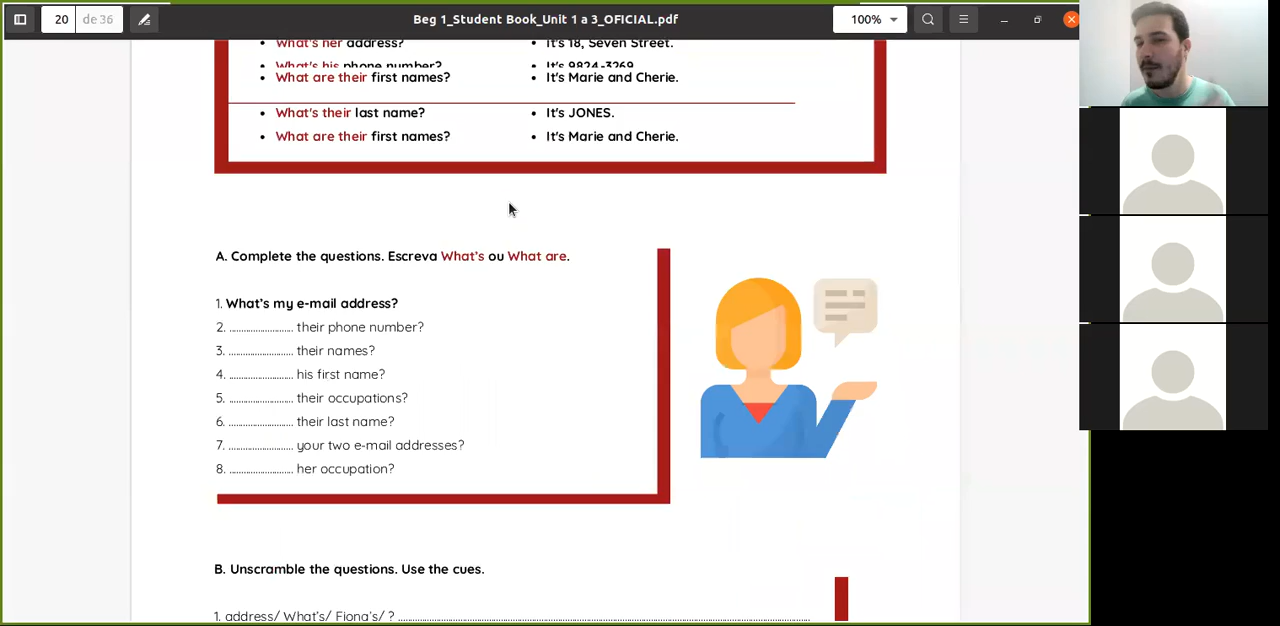 20 de 36 Beg 1_Student Book_Unit 1 a 3_OFICIAL.pdf 100%
• What's her address? • It's 18, Seven Street.
• What's his phone number? • It's 9824-3269
• What are their first names? • It's Marie and Cherie.
• What's their last name? • It's JONES.
• What are their first names? • It's Marie and Cherie.
A. Complete the questions. Escreva What's ou What are.
1. What's my e-mail address?
2. ........................ their phone number?
3. ........................ their names?
4. ........................ his first name?
5. ........................ their occupations?
6. ........................ their last name?
7. ........................ your two e-mail addresses?
8. ........................ her occupation?
B. Unscramble the questions. Use the cues.
1. address/ What's/ Fiona's/ ? ........................................................................